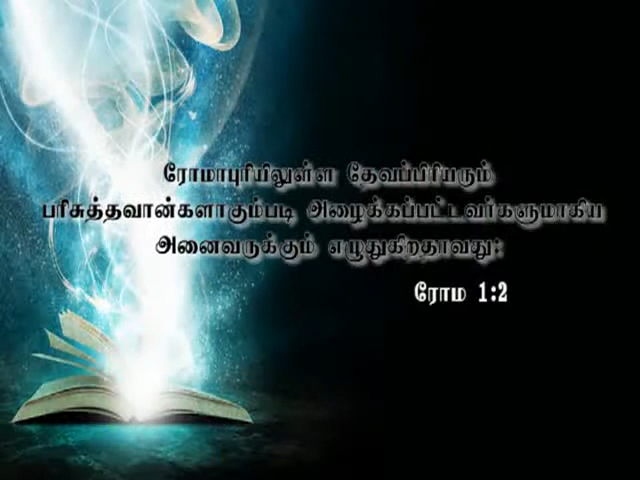 ரோமாபுரியிலுள்ள தேவப்பிரியரும்
பரிசுத்தவான்களாகும்படி அழைக்கப்பட்டவர்களுமாகிய
அனைவருக்கும் எழுதுகிறதாவது:
ரோம 1:2